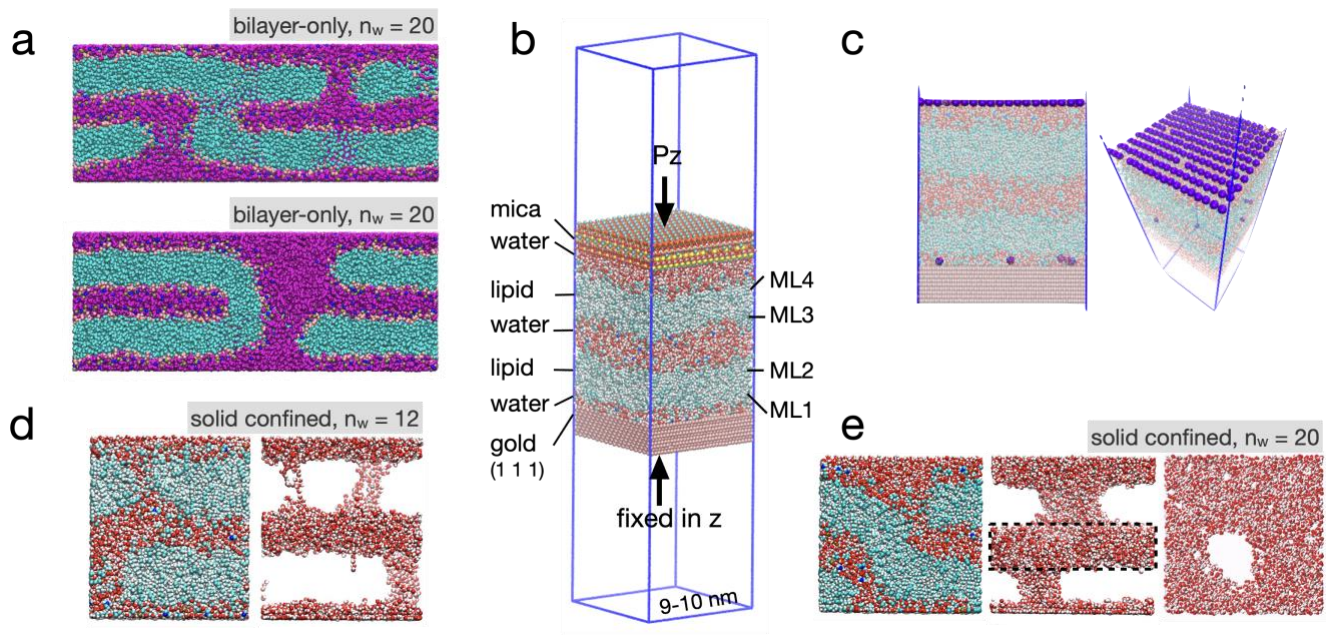 a
bilayer-only, nw = 20
bilayer-only, nw = 20
b
Pz
mica
water
lipid
water
lipid
water
gold
(1 1 1)
ML4
ML3
ML2
ML1
fixed in z
9-10 nm
c
d
solid confined, nw = 12
e
solid confined, nw = 20